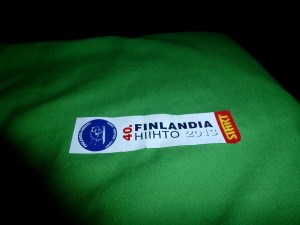 40.
FINLANDIA
HIIHTO 2013
START